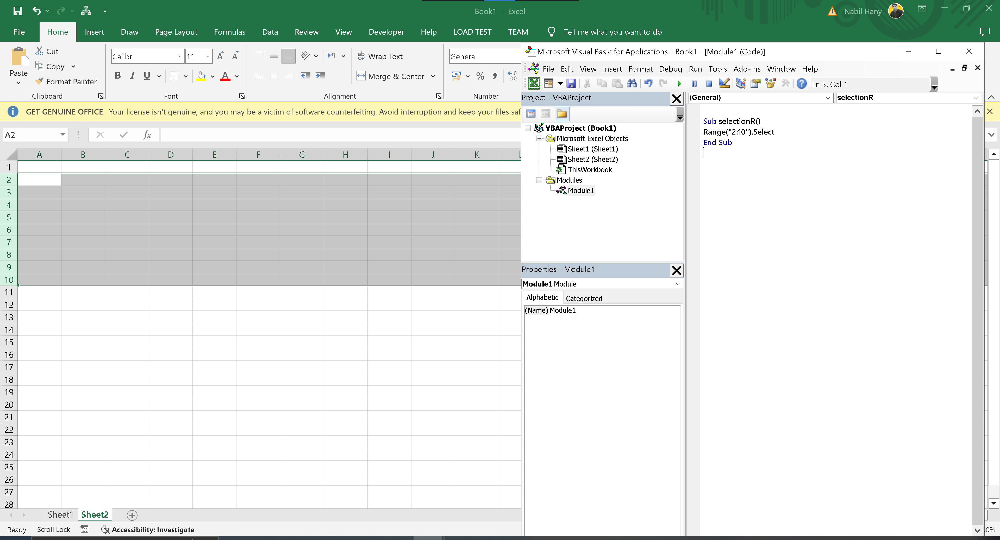 Book1 - Excel
Nabil Hany
File Home Insert Draw Page Layout Formulas Data Review View Developer Help LOAD TEST TEAM Tell me what you want to do
Paste
Cut
Copy
Format Painter
Clipboard
Calibri 11
B I U A
Font
ab Wrap Text
Merge & Center
Alignment
General
% , .0 .00
Number
GET GENUINE OFFICE Your license isn't genuine, and you may be a victim of software counterfeiting. Avoid interruption and keep your files saf
A2 fx
A B C D E F G H I J K L
1
2
3
4
5
6
7
8
9
10
11
12
13
14
15
16
17
18
19
20
21
22
23
24
25
26
27
28
Sheet1 Sheet2
Ready Scroll Lock Accessibility: Investigate
Microsoft Visual Basic for Applications - Book1 - [Module1 (Code)]
File Edit View Insert Format Debug Run Tools Add-Ins Window Help
Ln 5, Col 1
Project - VBAProject
VBAProject (Book1)
Microsoft Excel Objects
Sheet1 (Sheet1)
Sheet2 (Sheet2)
ThisWorkbook
Modules
Module1
Properties - Module1
Module1 Module
Alphabetic Categorized
(Name) Module1
(General) selectionR
Sub selectionR()
Range("2:10").Select
End Sub